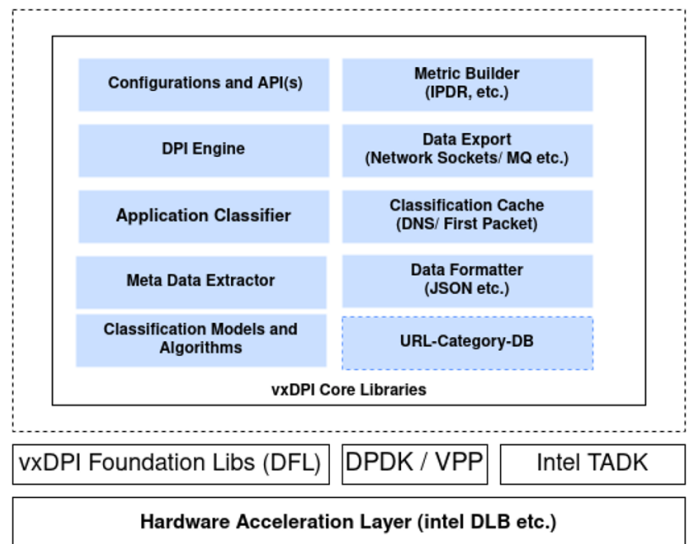 Configurations and API(s)
Metric Builder
(IPDR, etc.)
DPI Engine
Data Export
(Network Sockets/ MQ etc.)
Application Classifier
Classification Cache
(DNS/ First Packet)
Meta Data Extractor
Data Formatter
(JSON etc.)
Classification Models and
Algorithms
URL-Category-DB
vxDPI Core Libraries
vxDPI Foundation Libs (DFL)
DPDK / VPP
Intel TADK
Hardware Acceleration Layer (intel DLB etc.)